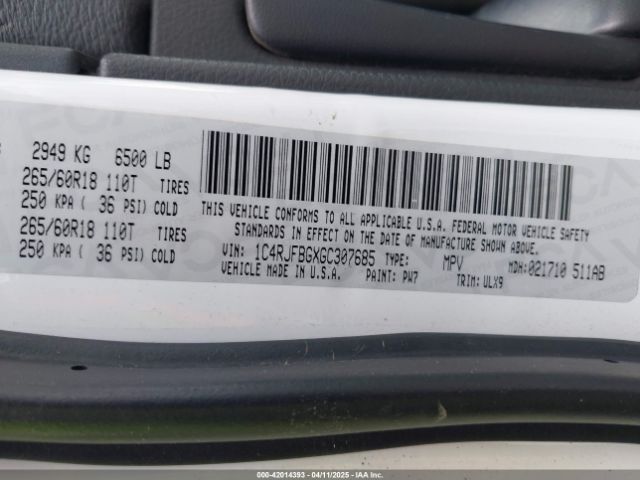 2949 KG 6500 LB
265/60R18 110T TIRES
250 KPA ( 36 PSI) COLD
265/60R18 110T TIRES
250 KPA ( 36 PSI) COLD
THIS VEHICLE CONFORMS TO ALL APPLICABLE U.S.A. FEDERAL MOTOR VEHICLE SAFETY
STANDARDS IN EFFECT ON THE DATE OF MANUFACTURE SHOWN ABOVE.
VIN: 1C4RJFBGXGC307685 TYPE: MPV MDH:021710 511AB
VEHICLE MADE IN U.S.A. PAINT: PW7 TRIM: ULX9
000-42014393 - 04/11/2025 - IAAI.COM